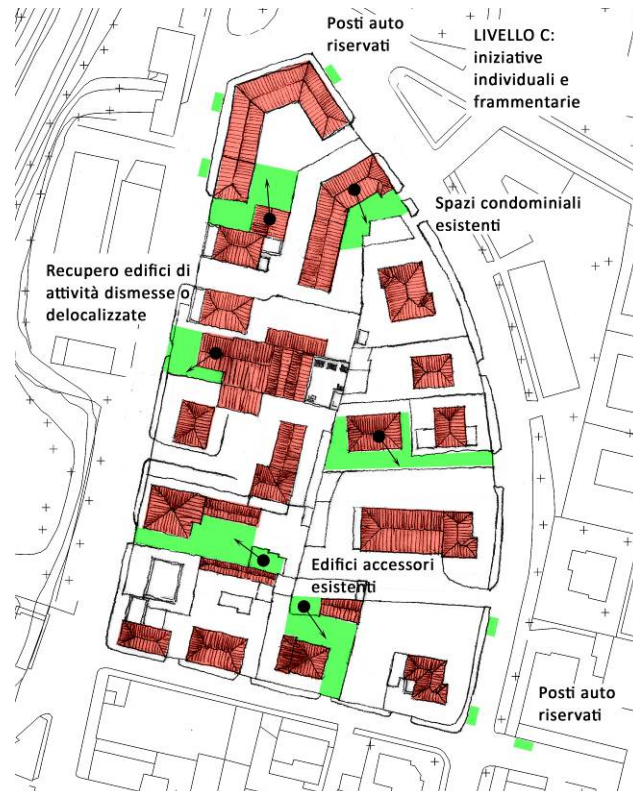 Posti auto
riservati
LIVELLO C:
iniziative
individuali e
frammentarie
Spazi condominiali
esistenti
Recupero edifici di
attività dismesse o
delocalizzate
Edifici accessori
esistenti
Posti auto
riservati